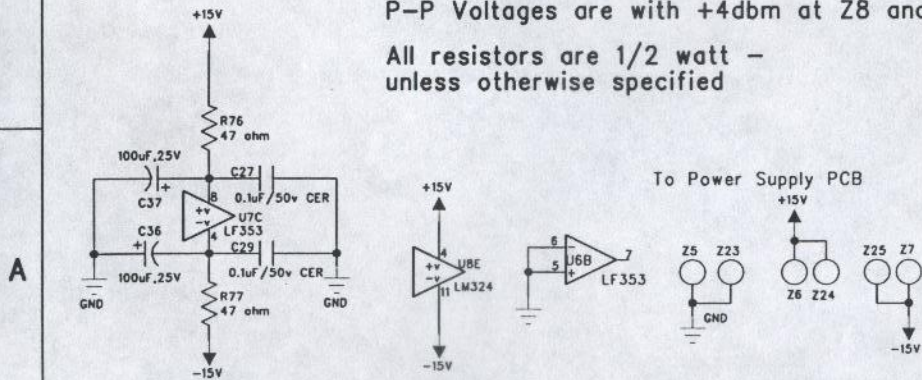 P-P Voltages are with +4dbm at Z8 and
All resistors are 1/2 watt -
unless otherwise specified
+15V
R76
47 ohm
100uF,25V
C37
+
C27
0.1uF/50v CER
8
+v
-v
U7C
LF353
4
C36
+
100uF,25V
C29
0.1uF/50v CER
GND
GND
R77
47 ohm
-15V
A
+15V
4
+v
-v
U8E
LM324
11
-15V
6
-
5
+
U6B
7
LF353
To Power Supply PCB
+15V
Z5
Z23
GND
Z6
Z24
Z25
Z7
-15V